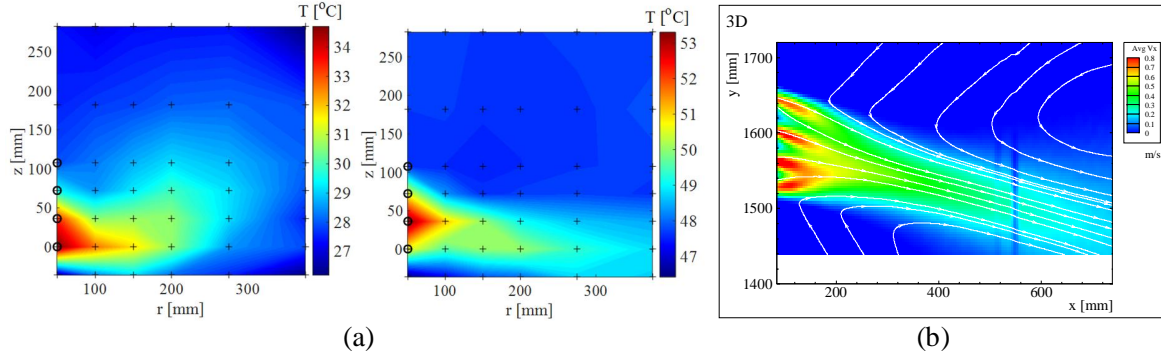 T [°C]
34
33
32
31
30
29
28
27
250
200
150
100
50
0
z [mm]
100 200 300
r [mm]
T [°C]
53
52
51
50
49
48
47
250
200
150
100
50
0
z [mm]
100 200 300
r [mm]
(a)
3D
1700
1600
1500
1400
y [mm]
200 400 600
x [mm]
Avg Vx
0.8
0.7
0.6
0.5
0.4
0.3
0.2
0.1
0
m/s
(b)